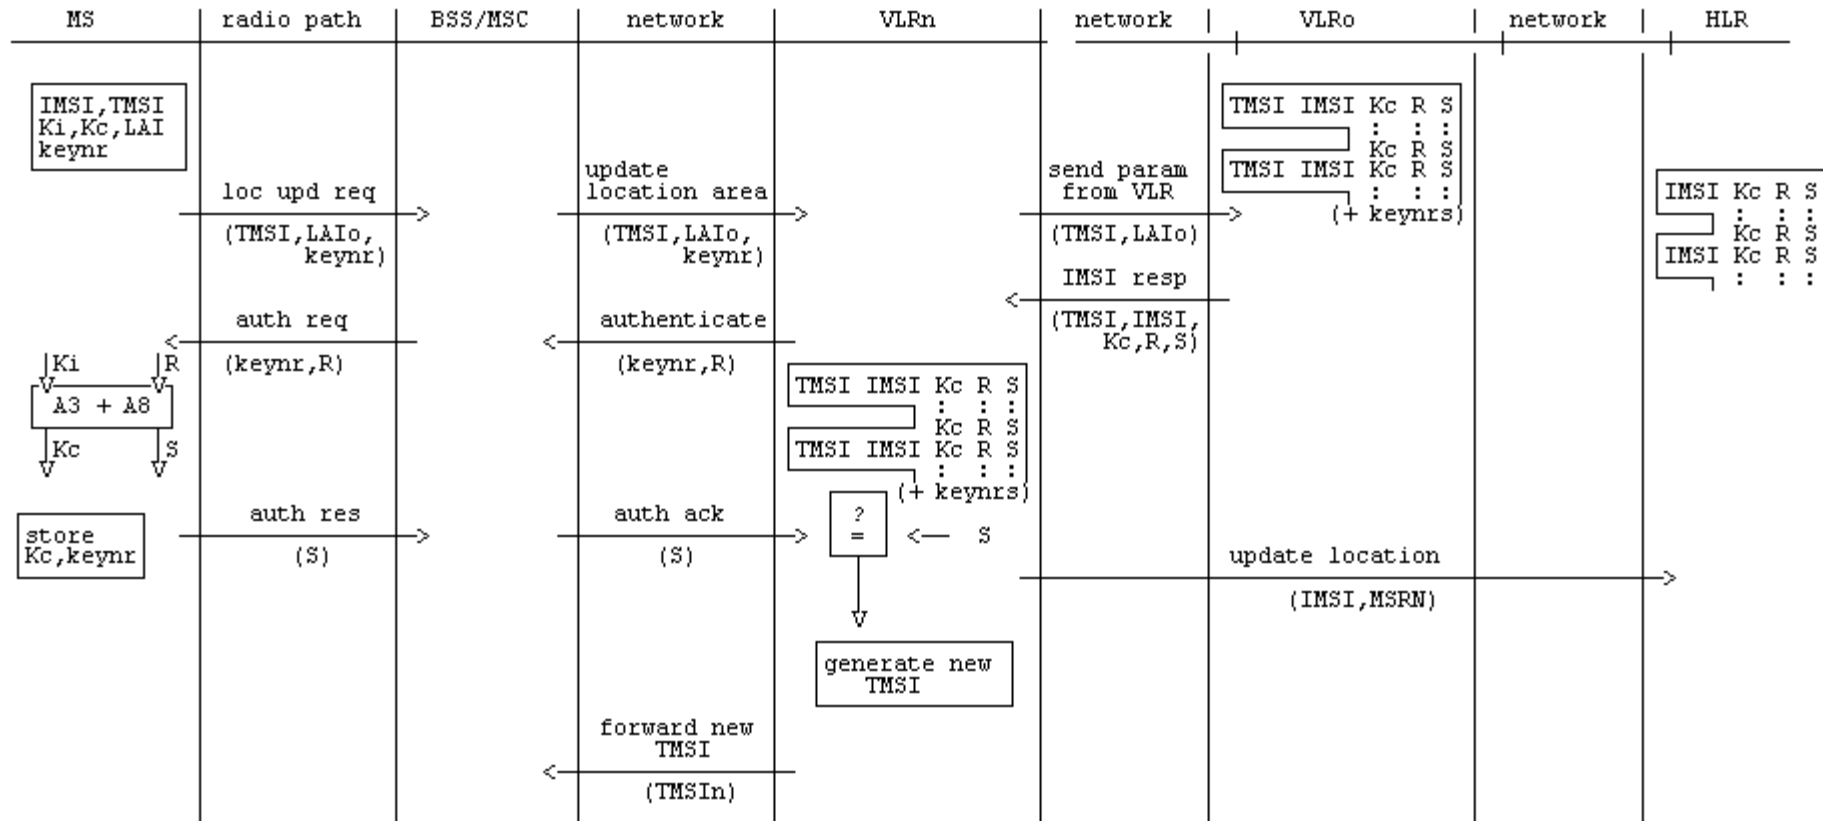 MS radio path BSS/MSC network VLRn network VLRo network HLR
IMSI,TMSI
Ki,Kc,LAI
keynr
TMSI IMSI Kc R S
: : :
Kc R S
TMSI IMSI Kc R S
: : :
(+ keynrs)
IMSI Kc R S
: : :
Kc R S
IMSI Kc R S
: : :
loc upd req
(TMSI,LAIo,
keynr)
update
location area
(TMSI,LAIo,
keynr)
send param
from VLR
(TMSI,LAIo)
IMSI resp
(TMSI,IMSI,
Kc,R,S)
auth req
(keynr,R)
authenticate
(keynr,R)
Ki R
A3 + A8
Kc S
TMSI IMSI Kc R S
: : :
Kc R S
TMSI IMSI Kc R S
: : :
(+ keynrs)
store
Kc,keynr
auth res
(S)
auth ack
(S)
?
=
S
update location
(IMSI,MSRN)
generate new
TMSI
forward new
TMSI
(TMSIn)